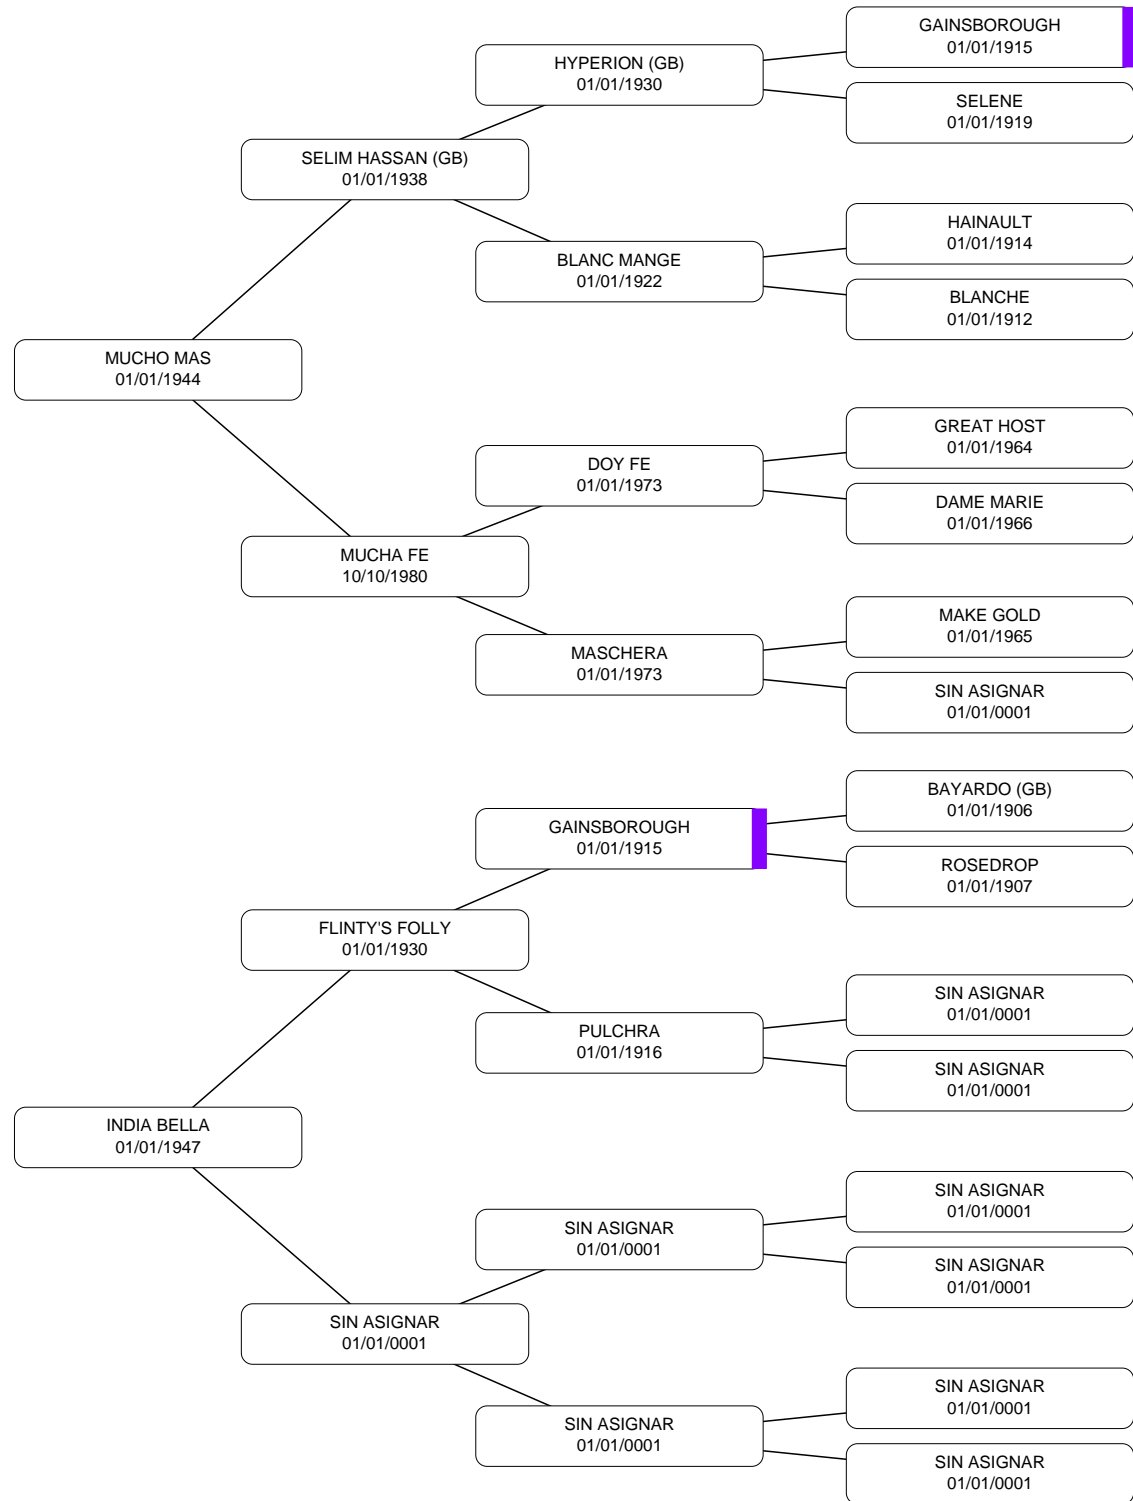 GAINSBOROUGH
01/01/1915
HYPERION (GB)
01/01/1930
SELENE
01/01/1919
SELIM HASSAN (GB)
01/01/1938
HAINAULT
01/01/1914
BLANC MANGE
01/01/1922
BLANCHE
01/01/1912
MUCHO MAS
01/01/1944
GREAT HOST
01/01/1964
DOY FE
01/01/1973
DAME MARIE
01/01/1966
MUCHA FE
10/10/1980
MAKE GOLD
01/01/1965
MASCHERA
01/01/1973
SIN ASIGNAR
01/01/0001
BAYARDO (GB)
01/01/1906
GAINSBOROUGH
01/01/1915
ROSEDROP
01/01/1907
FLINTY'S FOLLY
01/01/1930
SIN ASIGNAR
01/01/0001
PULCHRA
01/01/1916
SIN ASIGNAR
01/01/0001
INDIA BELLA
01/01/1947
SIN ASIGNAR
01/01/0001
SIN ASIGNAR
01/01/0001
SIN ASIGNAR
01/01/0001
SIN ASIGNAR
01/01/0001
SIN ASIGNAR
01/01/0001
SIN ASIGNAR
01/01/0001
SIN ASIGNAR
01/01/0001